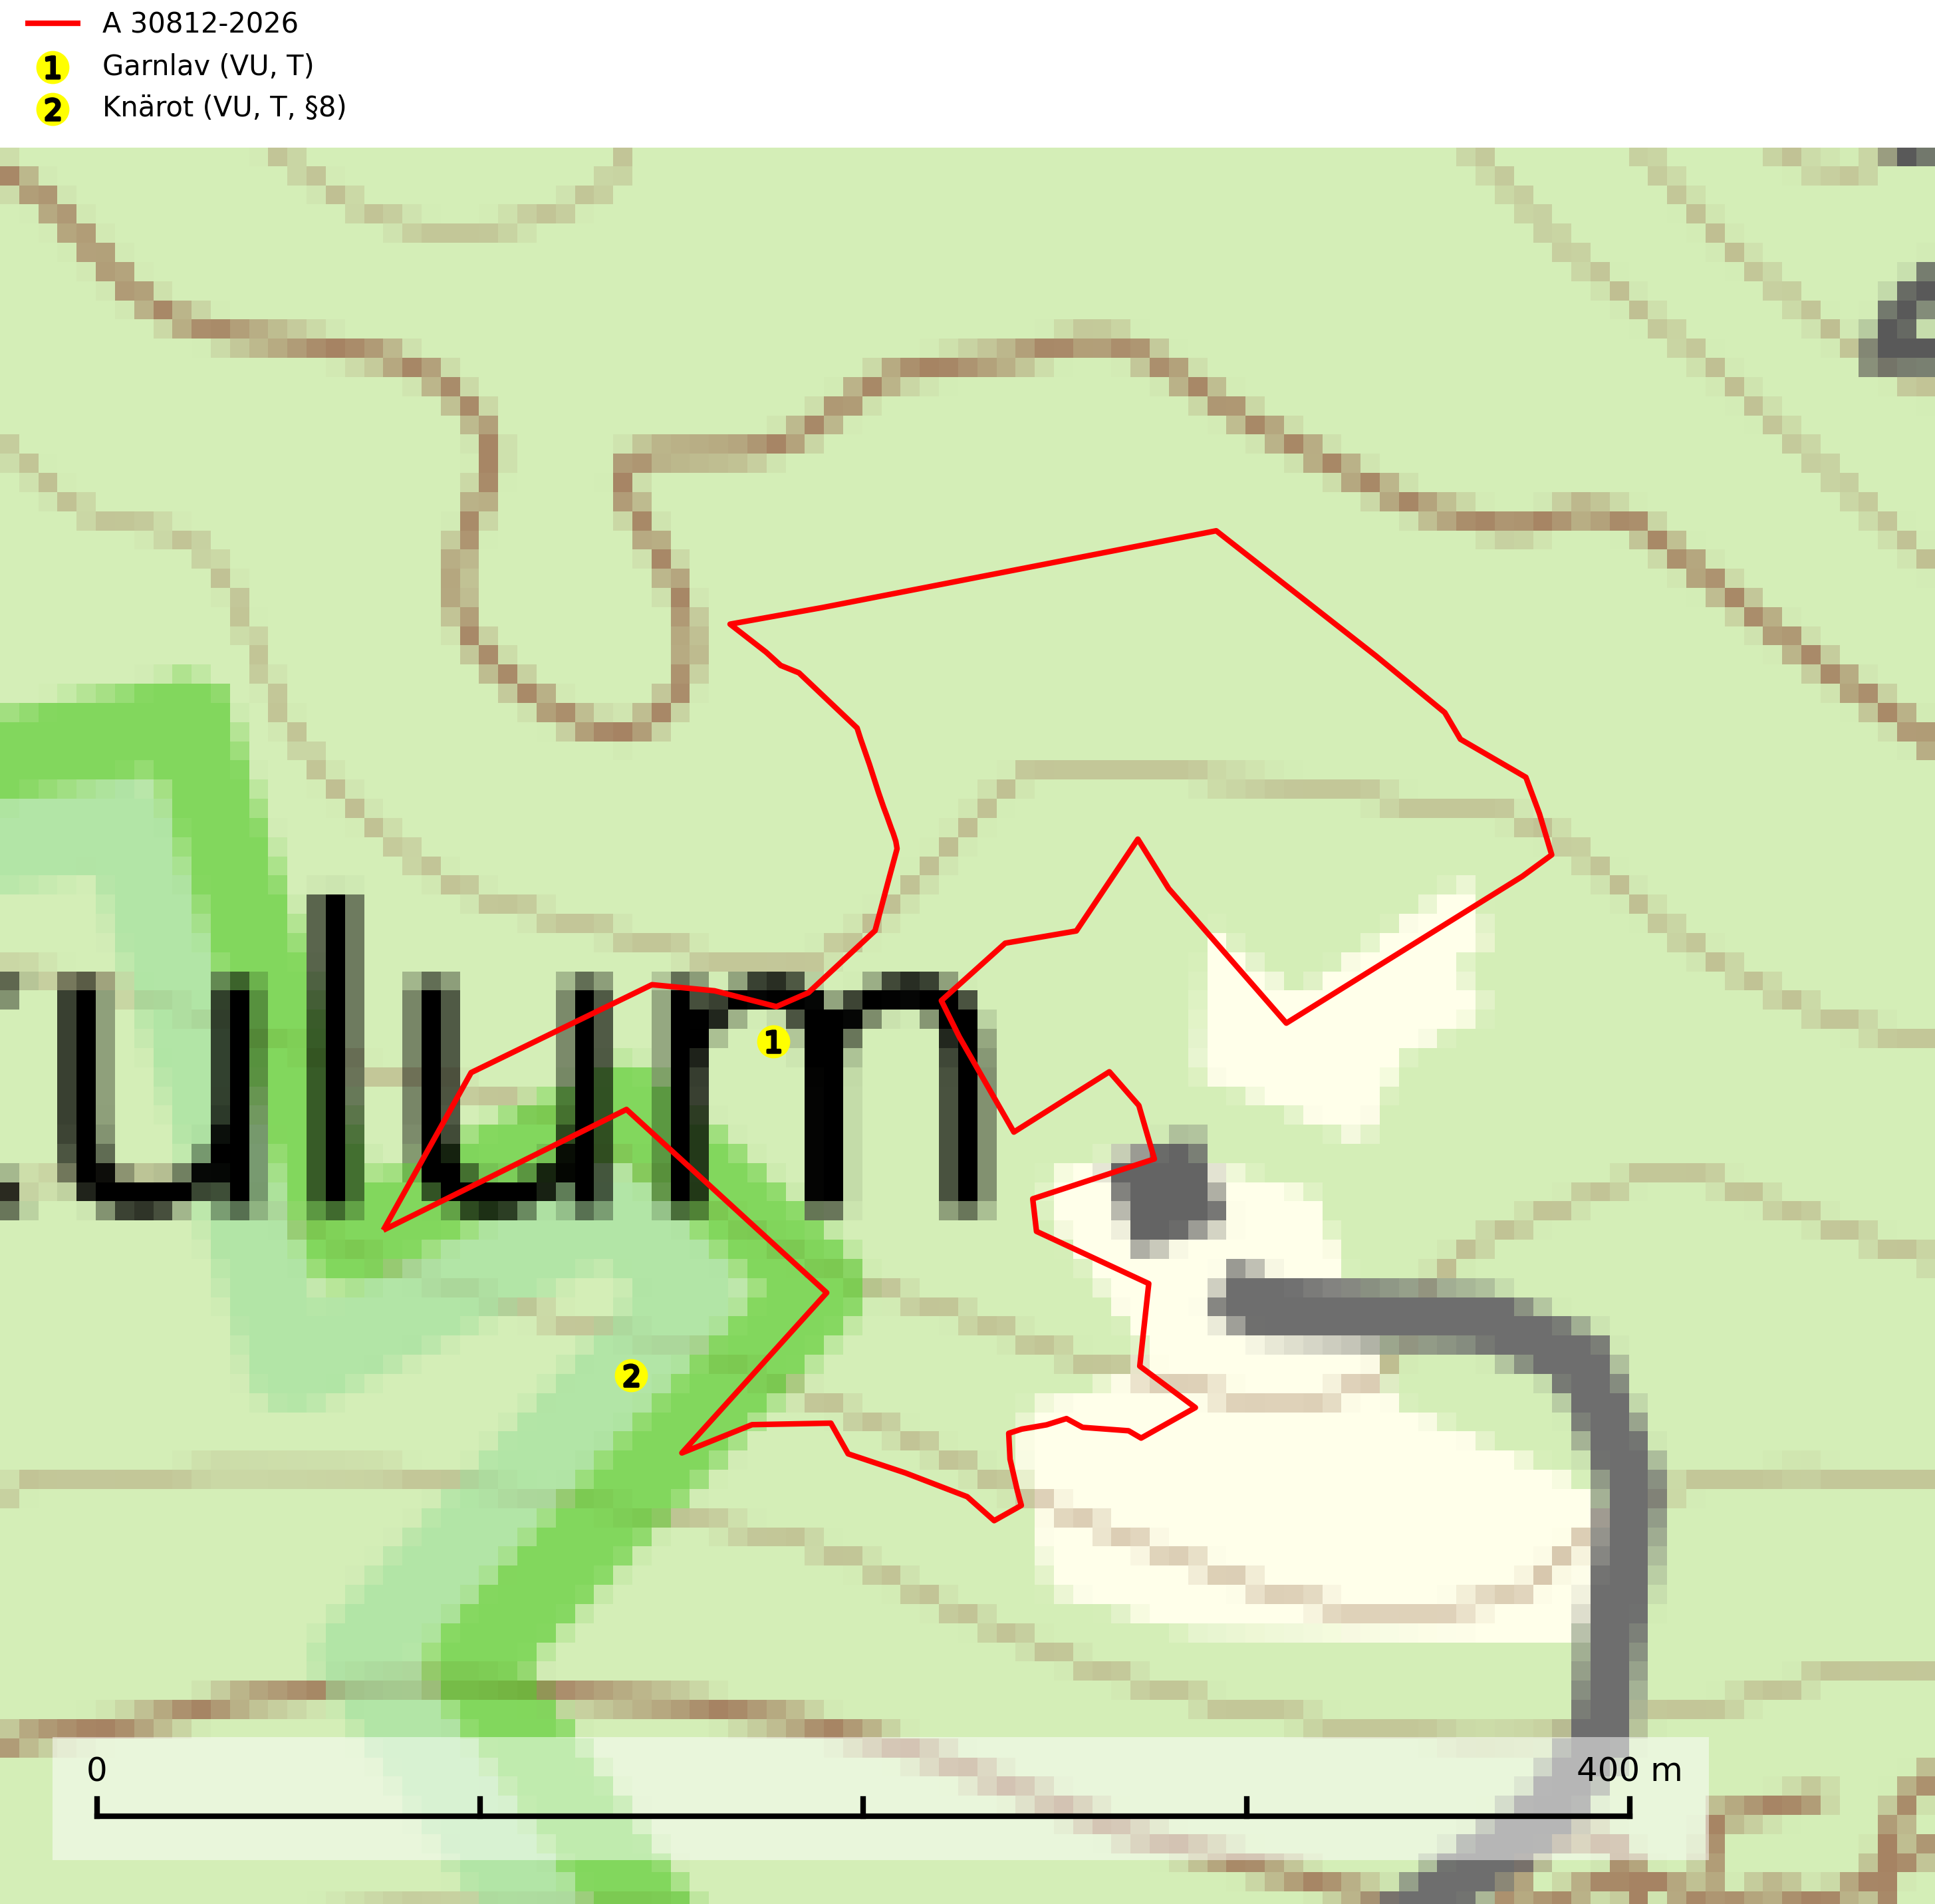 A 30812-2026
1 Garnlav (VU, T)
2 Knärot (VU, T, §8)
ulum
1
2
0 400 m